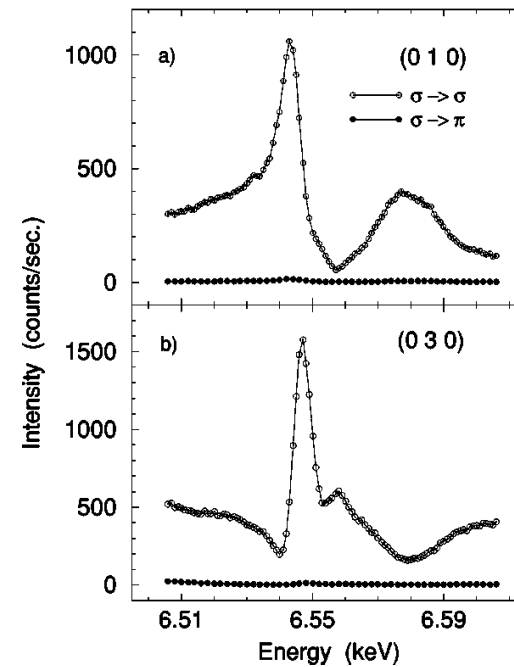 a)
(0 1 0)
σ -> σ
σ -> π
1000
500
0
b)
(0 3 0)
1500
1000
500
0
6.51
6.55
6.59
Intensity (counts/sec.)
Energy (keV)